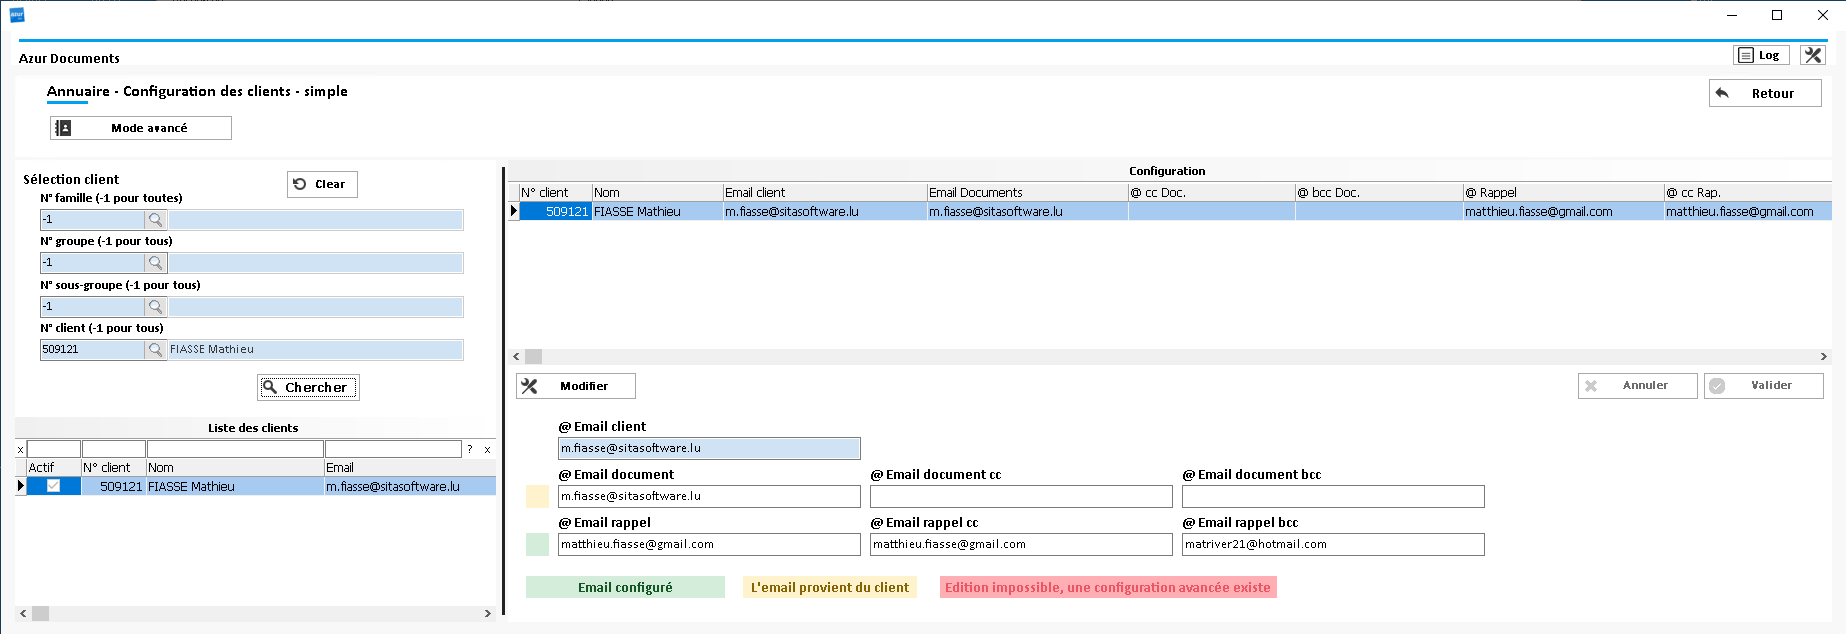 Azur Documents
Log
Annuaire - Configuration des clients - simple
Retour
Mode avancé
Sélection client
Clear
N° famille (-1 pour toutes)
-1
N° groupe (-1 pour tous)
-1
N° sous-groupe (-1 pour tous)
-1
N° client (-1 pour tous)
509121 FIASSE Mathieu
Chercher
Liste des clients
x ? x
Actif N° client Nom Email
509121 FIASSE Mathieu m.fiasse@sitasoftware.lu
Configuration
N° client Nom Email client Email Documents @ cc Doc. @ bcc Doc. @ Rappel @ cc Rap.
509121 FIASSE Mathieu m.fiasse@sitasoftware.lu m.fiasse@sitasoftware.lu matthieu.fiasse@gmail.com matthieu.fiasse@gmail.com
Modifier Annuler Valider
@ Email client
m.fiasse@sitasoftware.lu
@ Email document @ Email document cc @ Email document bcc
m.fiasse@sitasoftware.lu
@ Email rappel @ Email rappel cc @ Email rappel bcc
matthieu.fiasse@gmail.com matthieu.fiasse@gmail.com matriver21@hotmail.com
Email configuré L'email provient du client Edition impossible, une configuration avancée existe